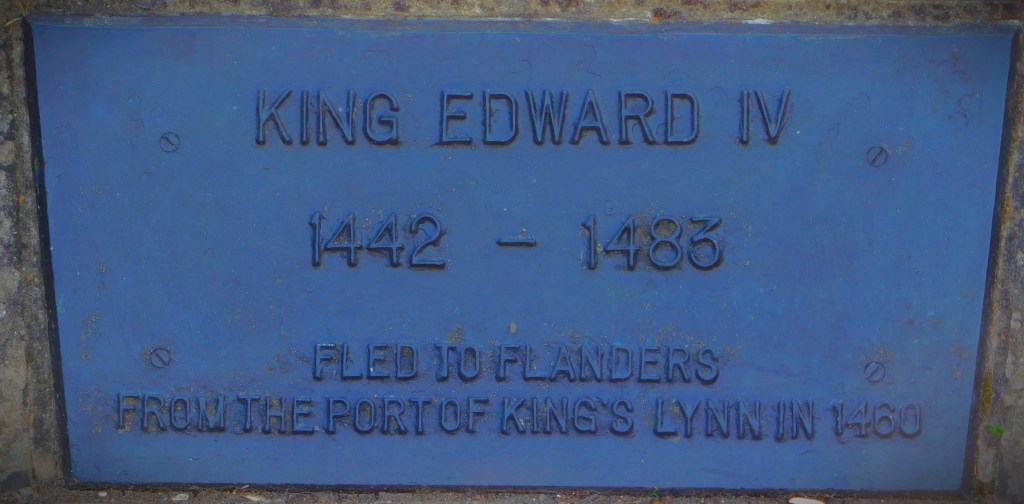 KING EDWARD IV
1442 - 1483
FLED TO FLANDERS
FROM THE PORT OF KING'S LYNN IN 1460